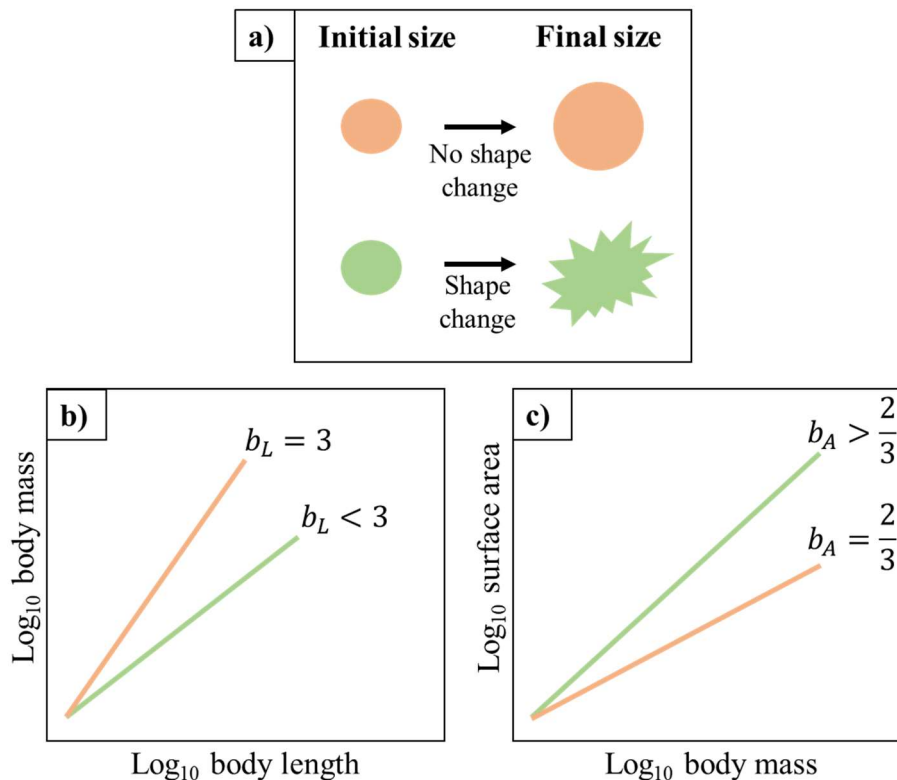 a)
Initial size Final size
No shape
change
Shape
change
b)
b_L = 3
b_L < 3
Log₁₀ body mass
Log₁₀ body length
c)
b_A > 2/3
b_A = 2/3
Log₁₀ surface area
Log₁₀ body mass